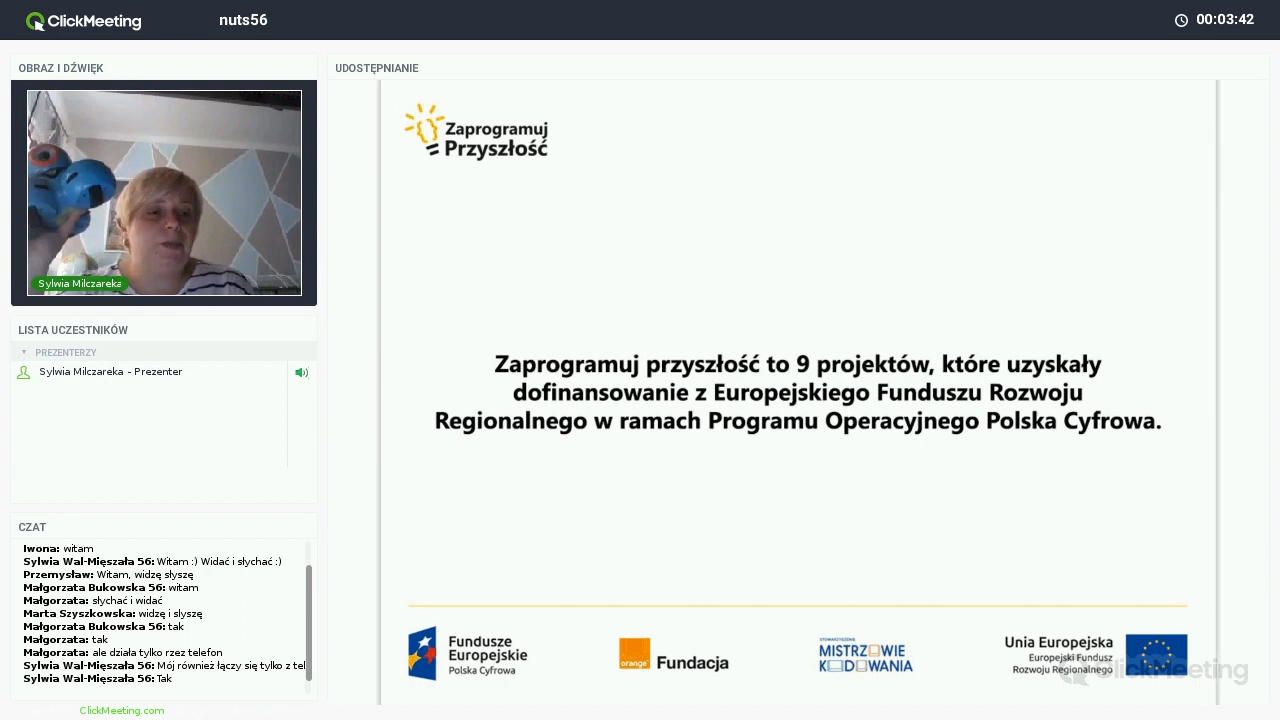 ClickMeeting
nuts56
00:03:42
OBRAZ I DŹWIĘK
Sylwia Milczareka
LISTA UCZESTNIKÓW
PREZENTERZY
Sylwia Milczareka - Prezenter
CZAT
Iwona: witam
Sylwia Wal-Mięszała 56: Witam :) Widać i słychać :)
Przemysław: Witam, widzę słyszę
Małgorzata Bukowska 56: witam
Małgorzata: słychać i widać
Marta Szyszkowska: widzę i slyszę
Małgorzata Bukowska 56: tak
Małgorzata: tak
Małgorzata: ale działa tylko rzez telefon
Sylwia Wal-Mięszała 56: Mój również łączy się tylko z tel
Sylwia Wal-Mięszała 56: Tak
ClickMeeting.com
UDOSTĘPNIANIE
Zaprogramuj
Przyszłość
Zaprogramuj przyszłość to 9 projektów, które uzyskały
dofinansowanie z Europejskiego Funduszu Rozwoju
Regionalnego w ramach Programu Operacyjnego Polska Cyfrowa.
Fundusze
Europejskie
Polska Cyfrowa
orange
Fundacja
STOWARZYSZENIE
MISTRZOWIE
KODOWANIA
Unia Europejska
Europejski Fundusz
Rozwoju Regionalnego
ClickMeeting